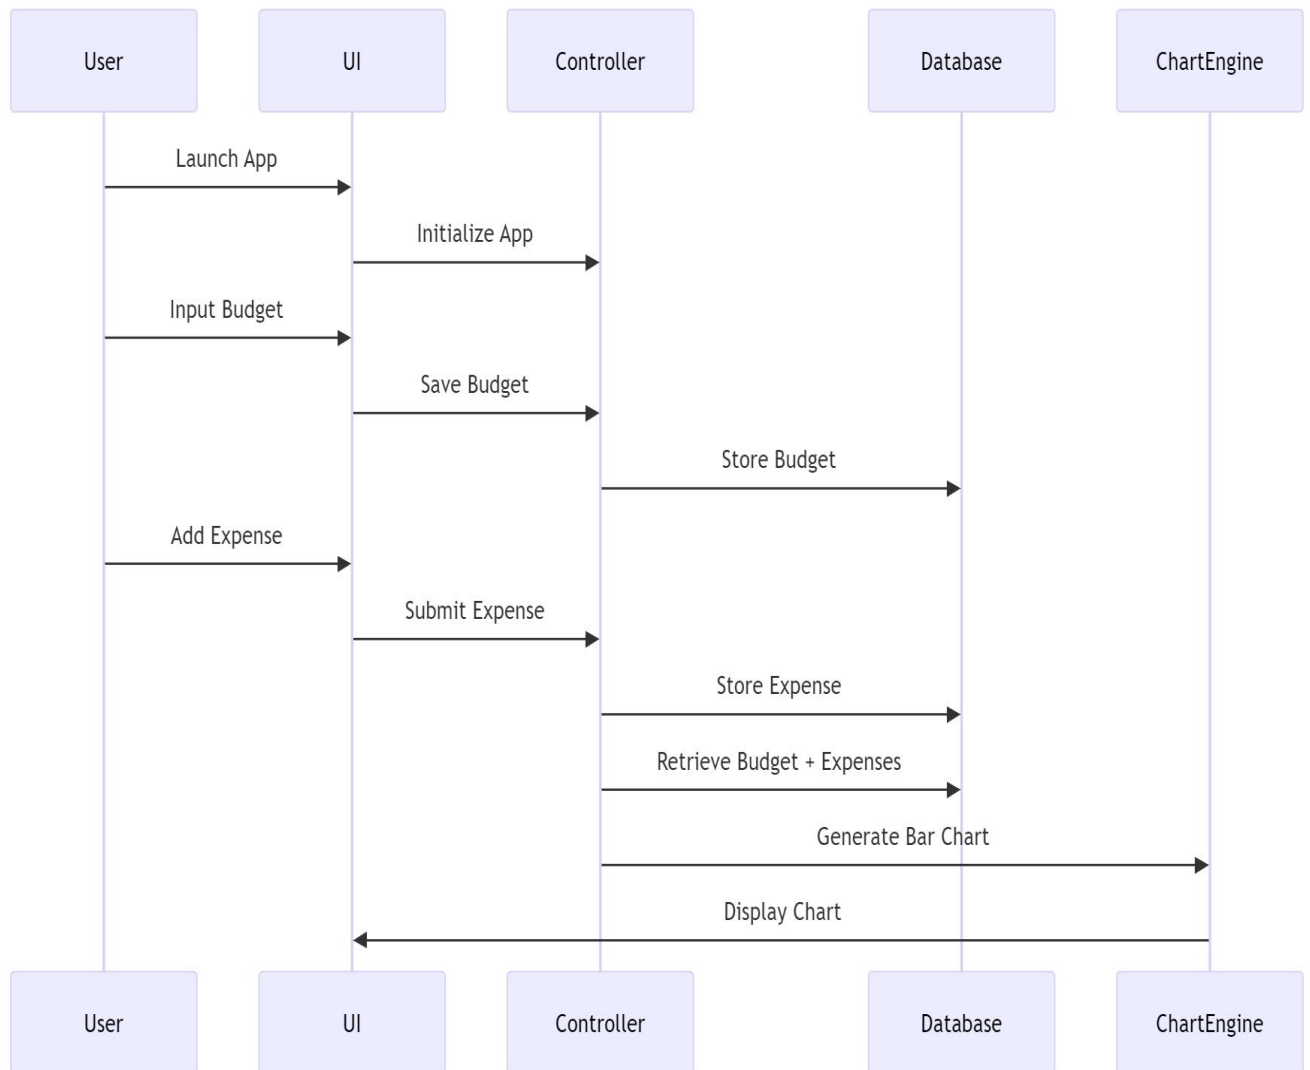 User
UI
Controller
Database
ChartEngine
Launch App
Initialize App
Input Budget
Save Budget
Store Budget
Add Expense
Submit Expense
Store Expense
Retrieve Budget + Expenses
Generate Bar Chart
Display Chart
User
UI
Controller
Database
ChartEngine